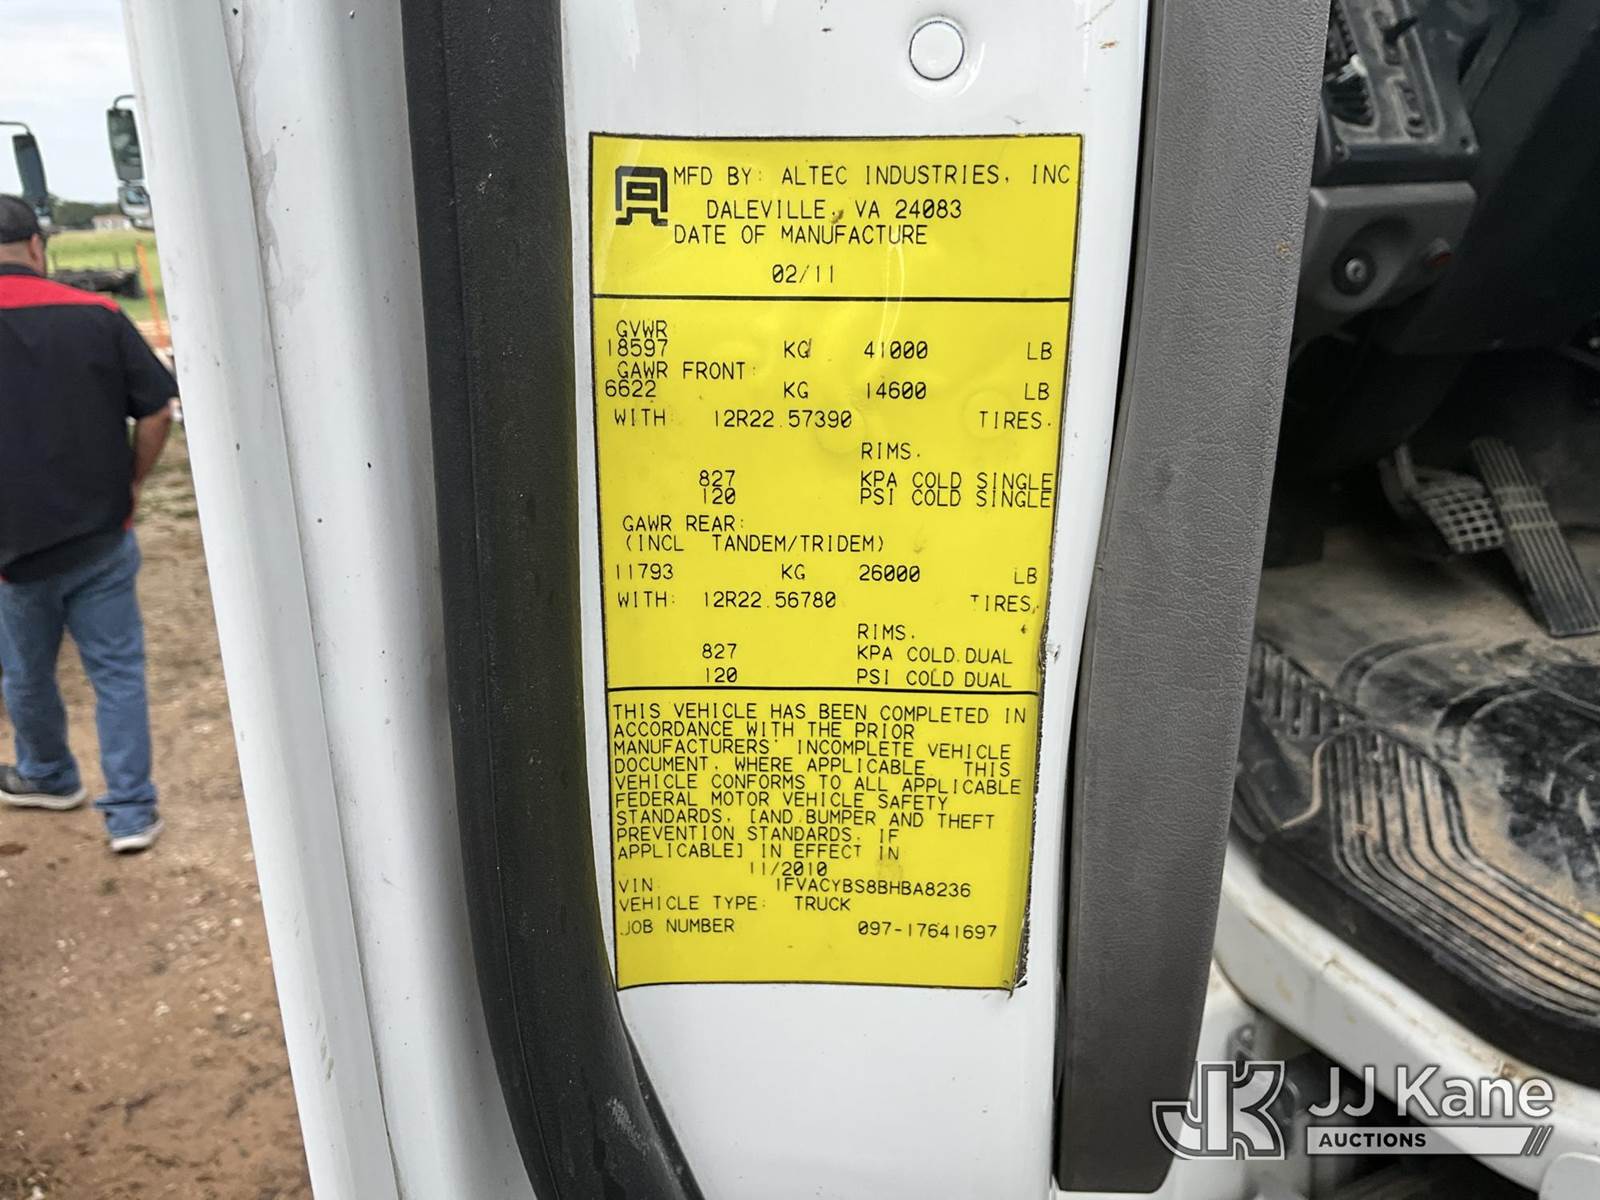 MFD BY: ALTEC INDUSTRIES, INC
DALEVILLE, VA 24083
DATE OF MANUFACTURE
02/11
GVWR
18597 KG 41000 LB
GAWR FRONT:
6622 KG 14600 LB
WITH: 12R22.57390 TIRES.
RIMS.
827 KPA COLD SINGLE
120 PSI COLD SINGLE
GAWR REAR:
(INCL TANDEM/TRIDEM)
11793 KG 26000 LB
WITH: 12R22.56780 TIRES,
RIMS.
827 KPA COLD DUAL
120 PSI COLD DUAL
THIS VEHICLE HAS BEEN COMPLETED IN
ACCORDANCE WITH THE PRIOR
MANUFACTURERS' INCOMPLETE VEHICLE
DOCUMENT, WHERE APPLICABLE. THIS
VEHICLE CONFORMS TO ALL APPLICABLE
FEDERAL MOTOR VEHICLE SAFETY
STANDARDS, [AND BUMPER AND THEFT
PREVENTION STANDARDS, IF
APPLICABLE] IN EFFECT IN
11/2010
VIN: 1FVACYBS8BHBA8236
VEHICLE TYPE: TRUCK
JOB NUMBER 097-17641697
JK JJ Kane
AUCTIONS